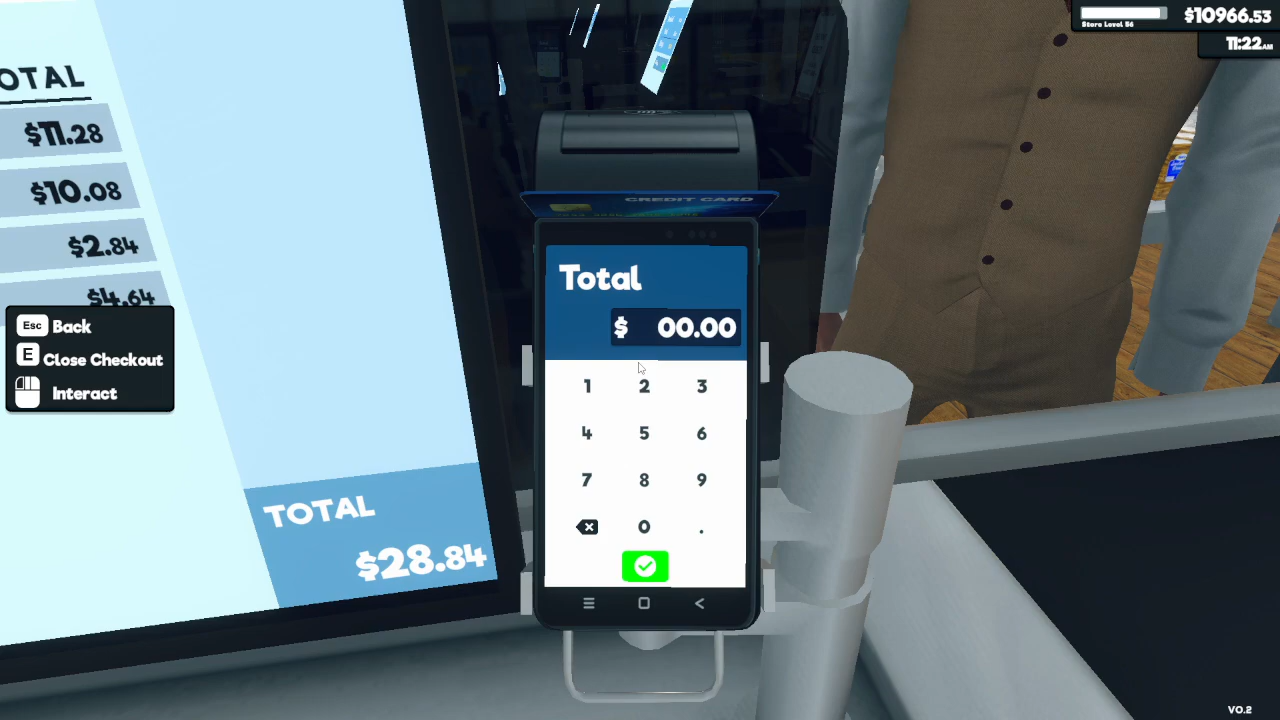 $10966.53
Store Level 56
11:22AM
OTAL
$11.28
$10.08
$2.84
$4.64
Esc Back
E Close Checkout
Interact
TOTAL
$28.84
CREDIT CARD
Total
$ 00.00
1 2 3
4 5 6
7 8 9
0 .
V0.2